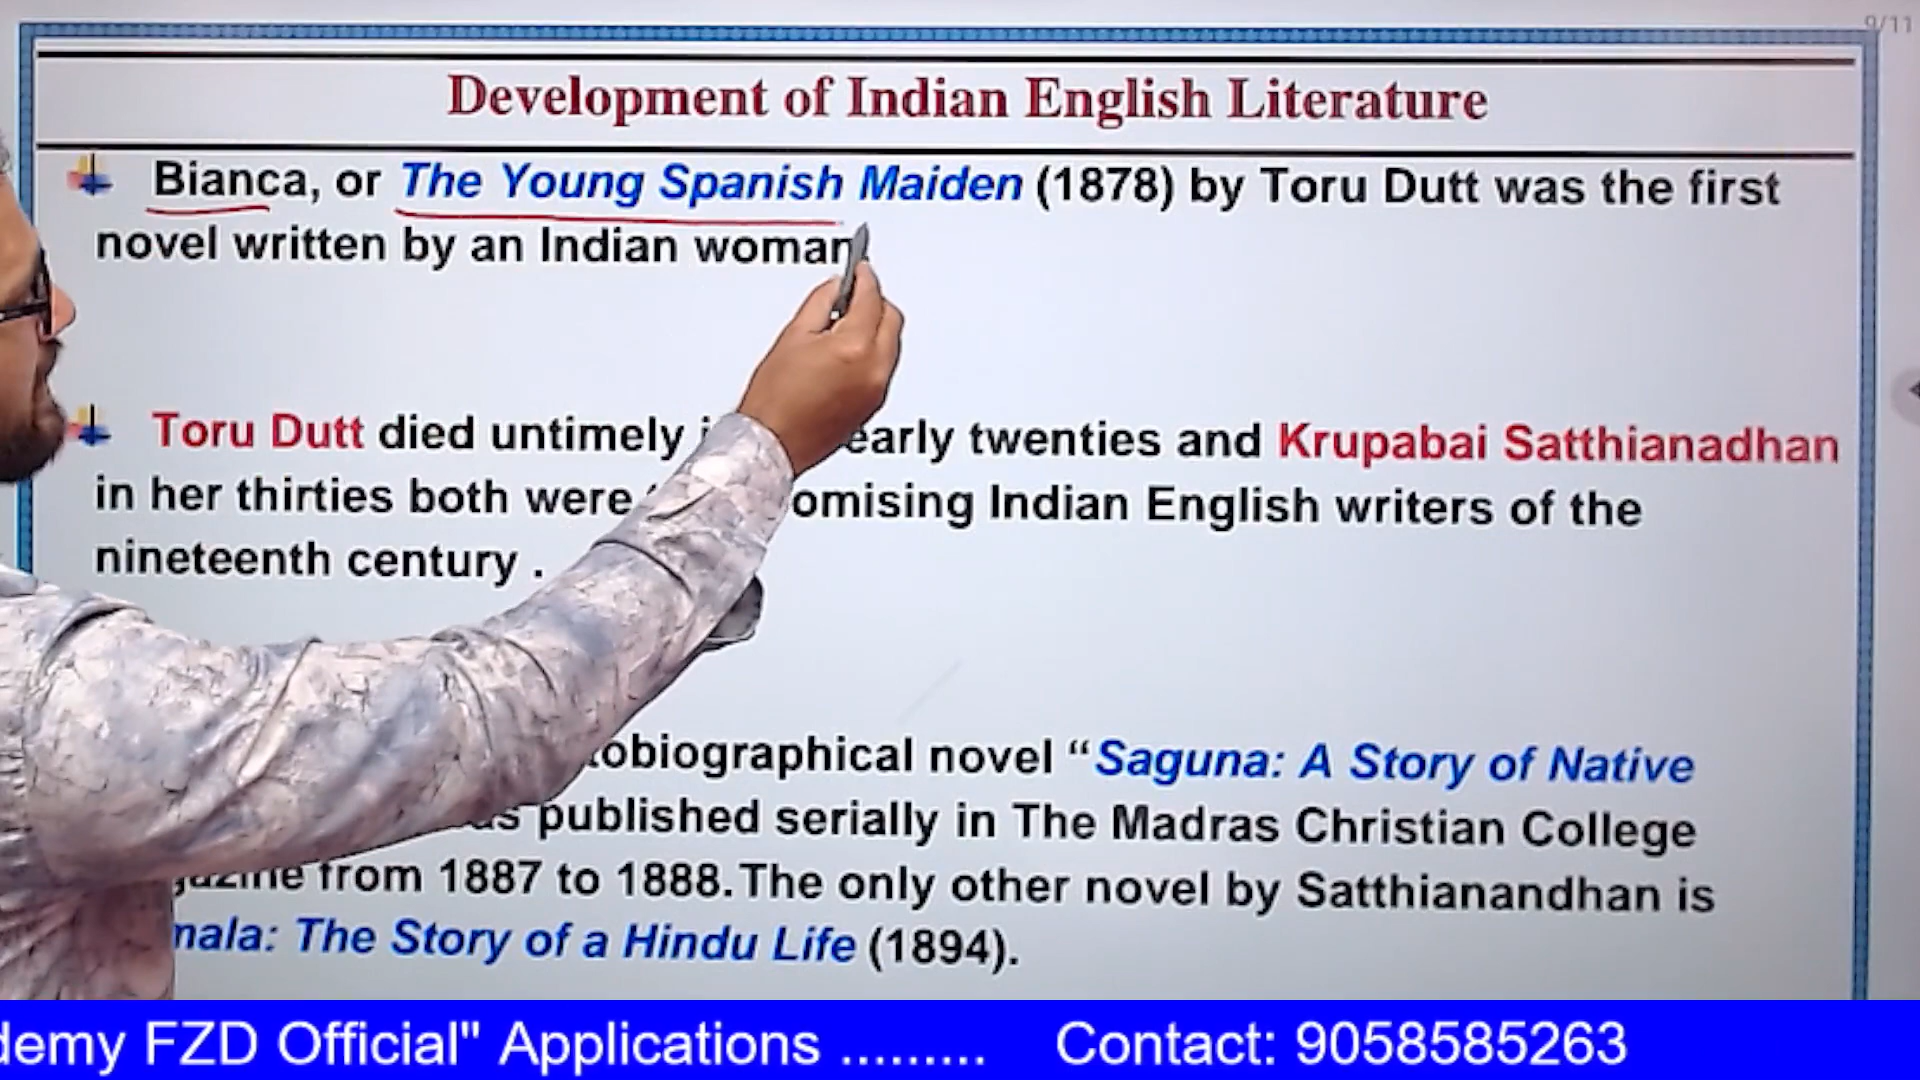 9/11
Development of Indian English Literature
Bianca, or The Young Spanish Maiden (1878) by Toru Dutt was the first
novel written by an Indian woman
Toru Dutt died untimely early twenties and Krupabai Satthianadhan
in her thirties both were Indian English writers of the
nineteenth century .
novel “Saguna: A Story of Native
published serially in The Madras Christian College
from 1887 to 1888. The only other novel by Satthianandhan is
The Story of a Hindu Life (1894).
FZD Official" Applications ......... Contact: 9058585263